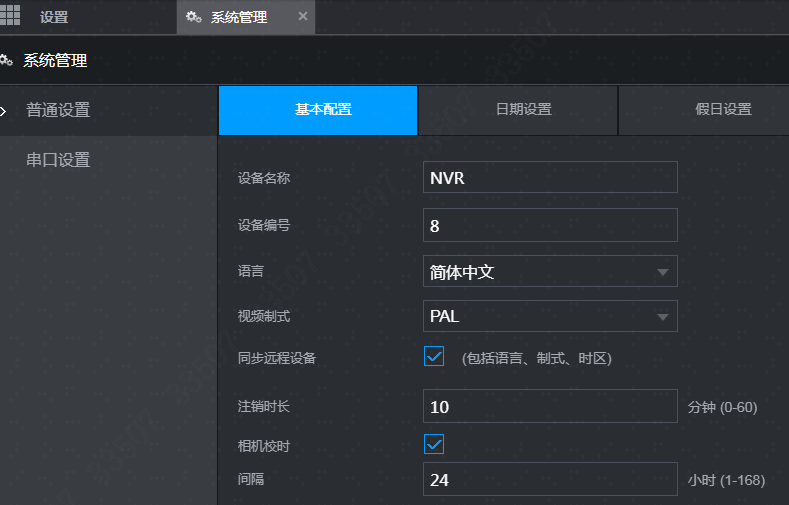 设置
系统管理
系统管理
普通设置
串口设置
基本配置 日期设置 假日设置
设备名称 NVR
设备编号 8
语言 简体中文
视频制式 PAL
同步远程设备 (包括语言、制式、时区)
注销时长 10 分钟 (0-60)
相机校时
间隔 24 小时 (1-168)